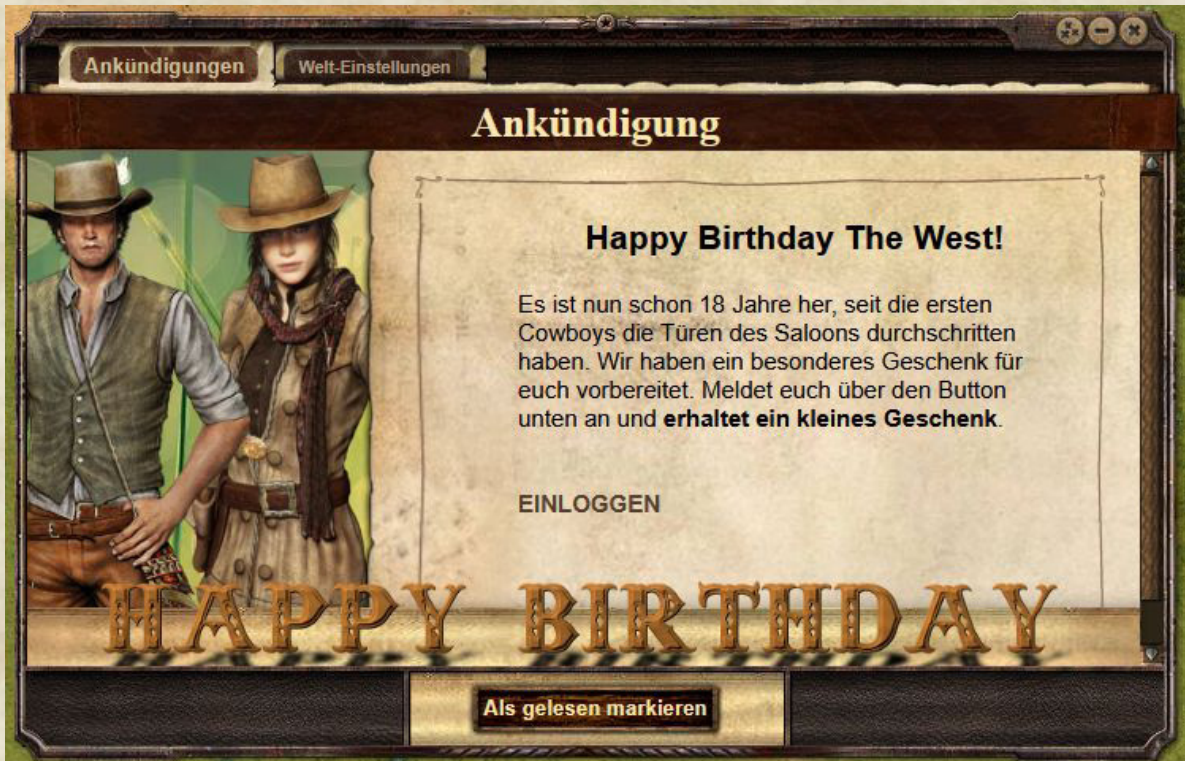 Ankündigungen
Welt-Einstellungen
Ankündigung
Happy Birthday The West!
Es ist nun schon 18 Jahre her, seit die ersten
Cowboys die Türen des Saloons durchschritten
haben. Wir haben ein besonderes Geschenk für
euch vorbereitet. Meldet euch über den Button
unten an und erhaltet ein kleines Geschenk.
EINLOGGEN
HAPPY BIRTHDAY
Als gelesen markieren